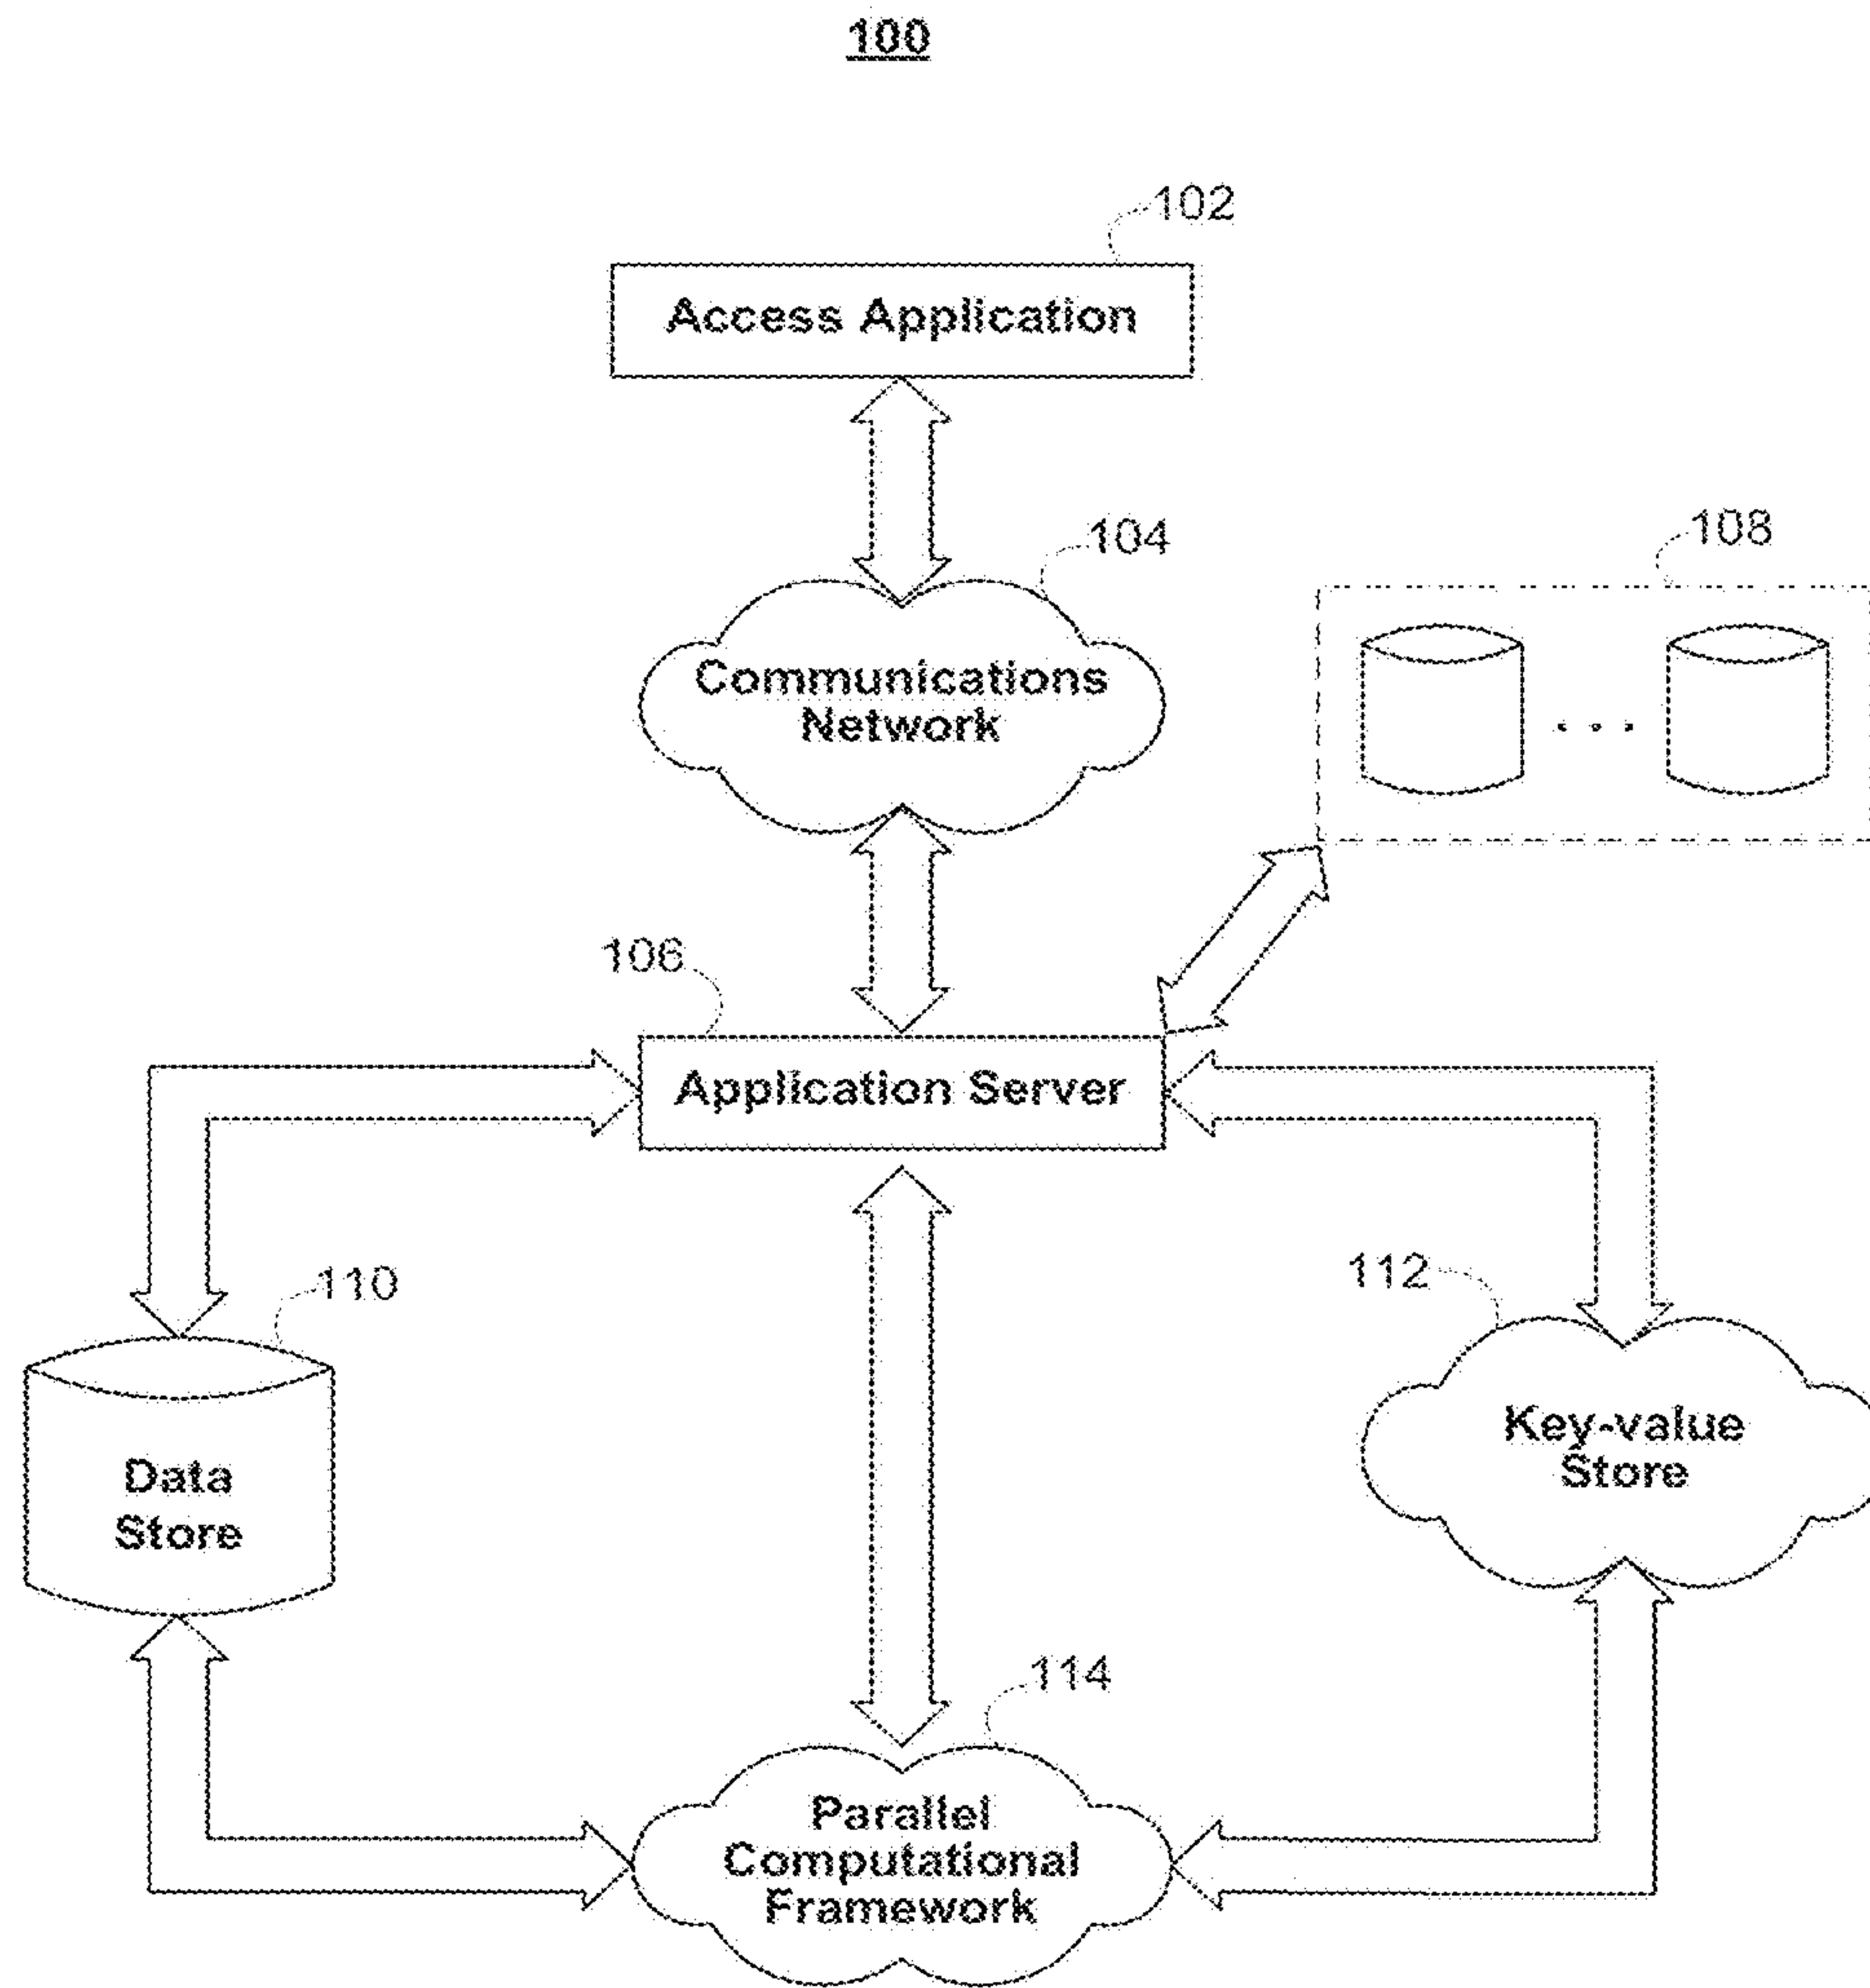 100
102
Access Application
104
108
Communications
Network
. . .
106
Application Server
110
112
Data
Store
Key-value
Store
114
Parallel
Computational
Framework